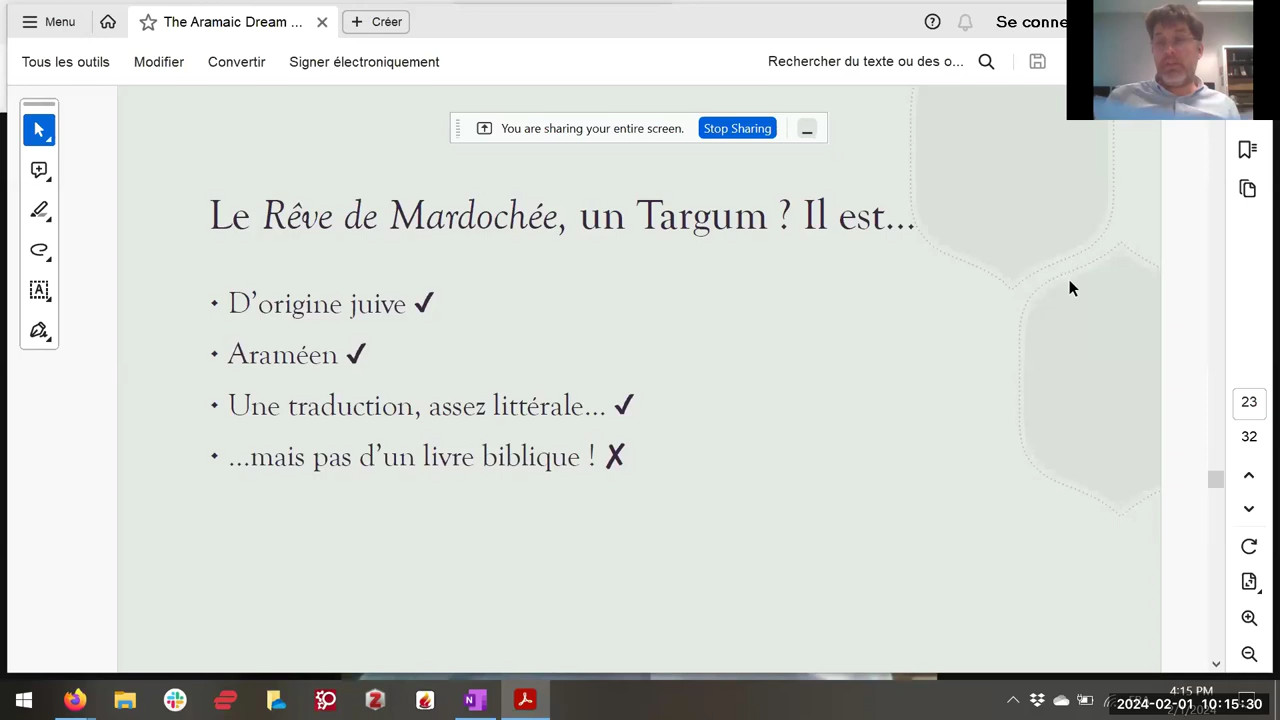 Menu
The Aramaic Dream ...
Créer
Se conne
Tous les outils
Modifier
Convertir
Signer électroniquement
Rechercher du texte ou des o...
You are sharing your entire screen.
Stop Sharing
Le Rêve de Mardochée, un Targum ? Il est...
• D'origine juive ✓
• Araméen ✓
• Une traduction, assez littérale... ✓
• ...mais pas d'un livre biblique ! ✗
23
32
4:15 PM
2024-02-01 10:15:30